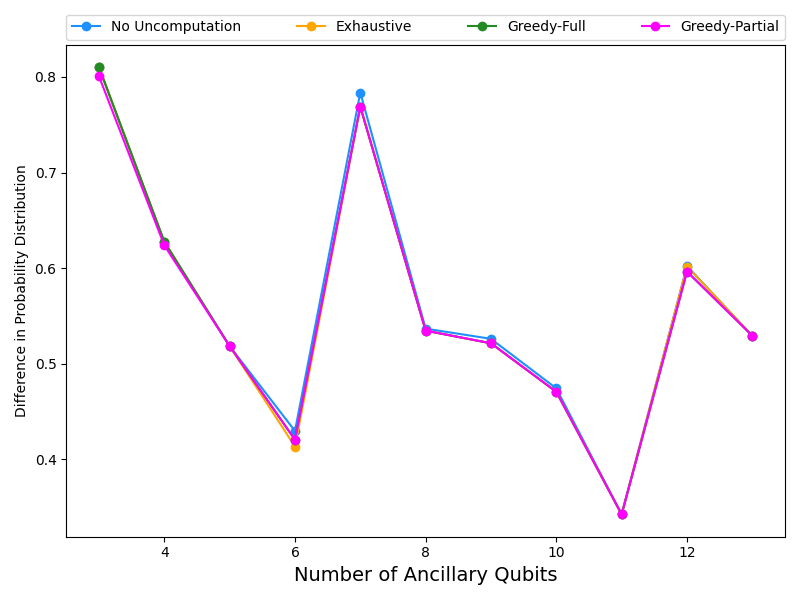 No Uncomputation Exhaustive Greedy-Full Greedy-Partial
0.8
0.7
0.6
0.5
0.4
Difference in Probability Distribution
4 6 8 10 12
Number of Ancillary Qubits